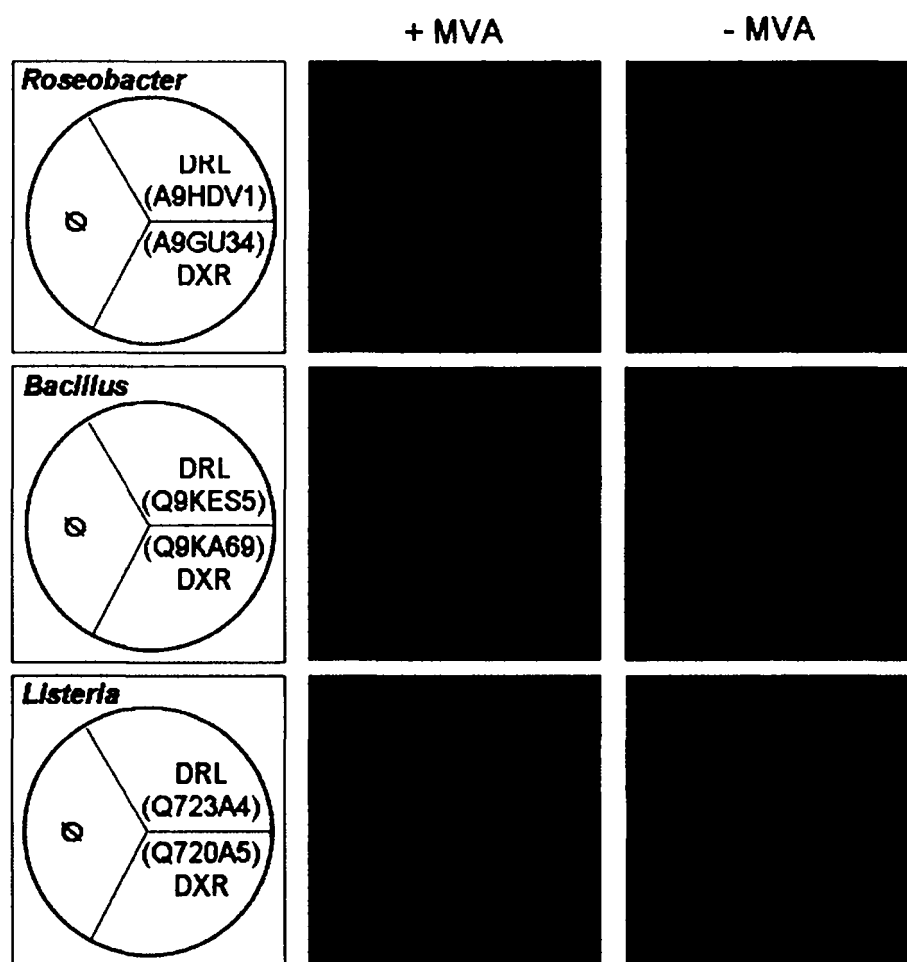 + MVA
- MVA
Roseobacter
DRL
(A9HDV1)
Ø
(A9GU34)
DXR
Bacillus
DRL
(Q9KES5)
Ø
(Q9KA69)
DXR
Listeria
DRL
(Q723A4)
Ø
(Q720A5)
DXR